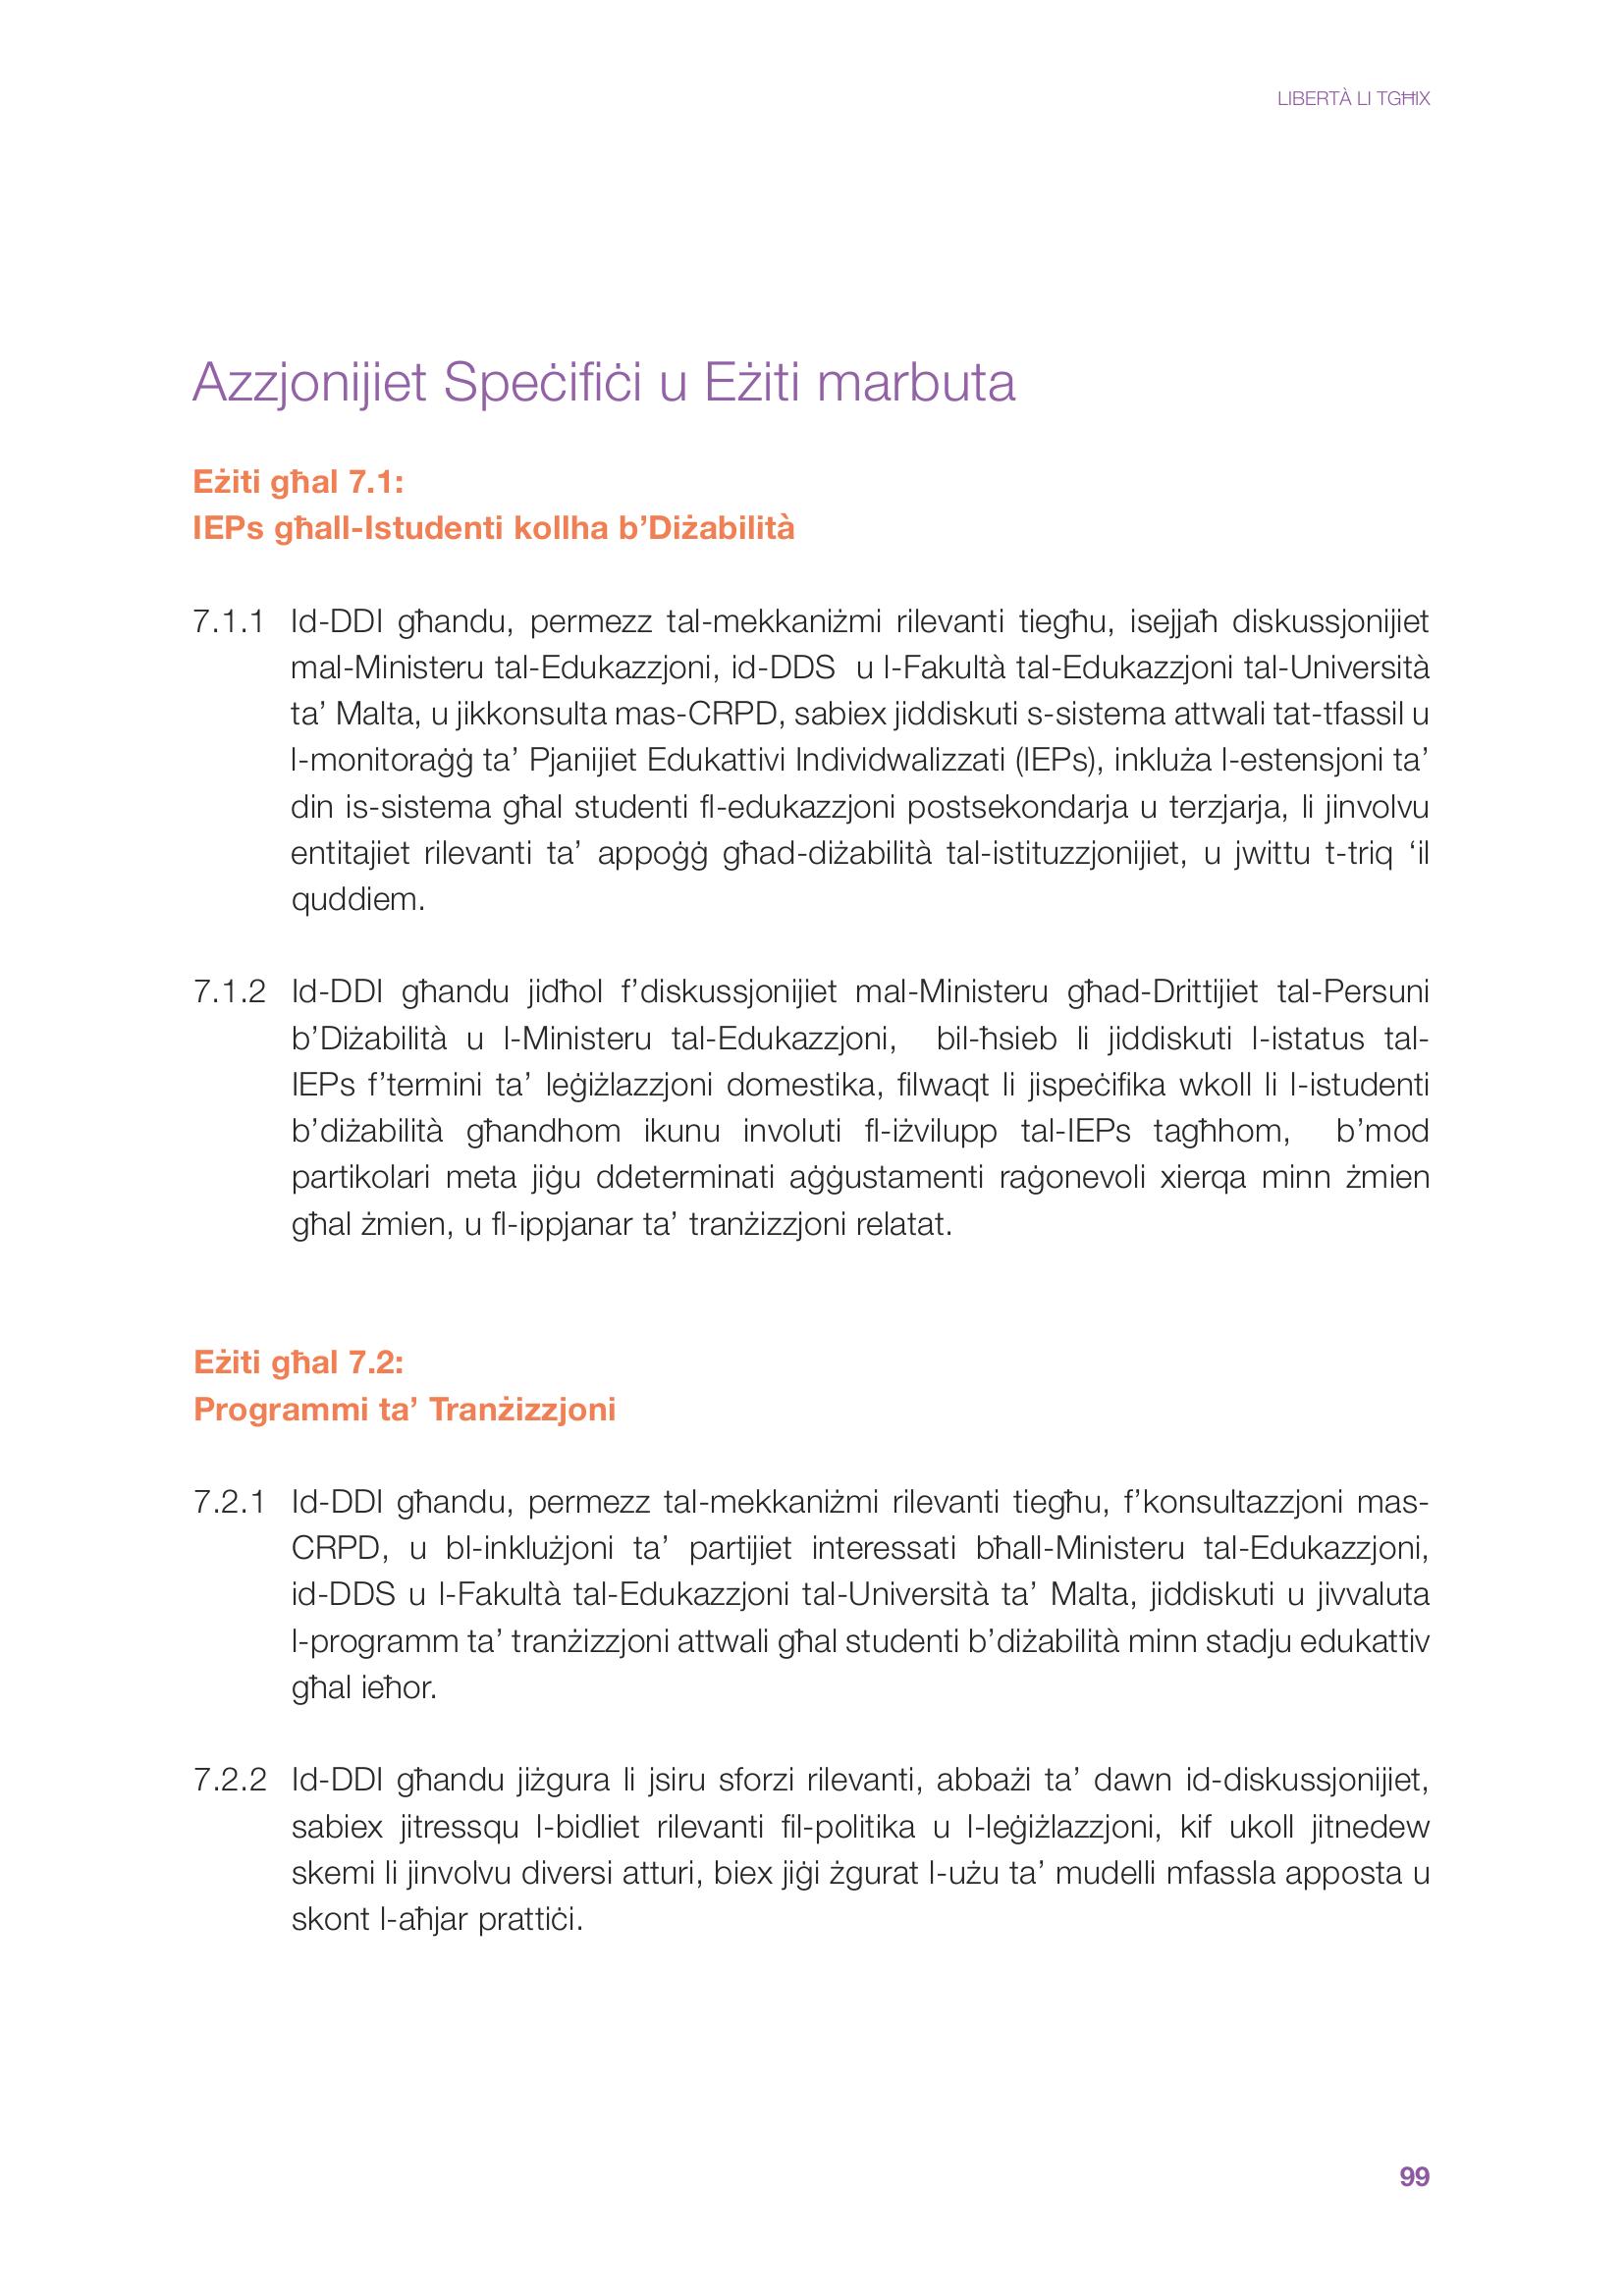 LIBERTÀ LI TGĦIX
Azzjonijiet Speċifiċi u Eżiti marbuta
Eżiti għal 7.1:
IEPs għall-Istudenti kollha b’Diżabilità
7.1.1 Id-DDI għandu, permezz tal-mekkaniżmi rilevanti tiegħu, isejjaħ diskussjonijiet
mal-Ministeru tal-Edukazzjoni, id-DDS u l-Fakultà tal-Edukazzjoni tal-Università
ta’ Malta, u jikkonsulta mas-CRPD, sabiex jiddiskuti s-sistema attwali tat-tfassil u
l-monitoraġġ ta’ Pjanijiet Edukattivi Individwalizzati (IEPs), inkluża l-estensjoni ta’
din is-sistema għal studenti fl-edukazzjoni postsekondarja u terzjarja, li jinvolvu
entitajiet rilevanti ta’ appoġġ għad-diżabilità tal-istituzzjonijiet, u jwittu t-triq ‘il
quddiem.
7.1.2 Id-DDI għandu jidħol f’diskussjonijiet mal-Ministeru għad-Drittijiet tal-Persuni
b’Diżabilità u l-Ministeru tal-Edukazzjoni, bil-ħsieb li jiddiskuti l-istatus tal-
IEPs f’termini ta’ leġiżlazzjoni domestika, filwaqt li jispeċifika wkoll li l-istudenti
b’diżabilità għandhom ikunu involuti fl-iżvilupp tal-IEPs tagħhom, b’mod
partikolari meta jiġu ddeterminati aġġustamenti raġonevoli xierqa minn żmien
għal żmien, u fl-ippjanar ta’ tranżizzjoni relatat.
Eżiti għal 7.2:
Programmi ta’ Tranżizzjoni
7.2.1 Id-DDI għandu, permezz tal-mekkaniżmi rilevanti tiegħu, f’konsultazzjoni mas-
CRPD, u bl-inklużjoni ta’ partijiet interessati bħall-Ministeru tal-Edukazzjoni,
id-DDS u l-Fakultà tal-Edukazzjoni tal-Università ta’ Malta, jiddiskuti u jivvaluta
l-programm ta’ tranżizzjoni attwali għal studenti b’diżabilità minn stadju edukattiv
għal ieħor.
7.2.2 Id-DDI għandu jiżgura li jsiru sforzi rilevanti, abbażi ta’ dawn id-diskussjonijiet,
sabiex jitressqu l-bidliet rilevanti fil-politika u l-leġiżlazzjoni, kif ukoll jitnedew
skemi li jinvolvu diversi atturi, biex jiġi żgurat l-użu ta’ mudelli mfassla apposta u
skont l-aħjar prattiċi.
99